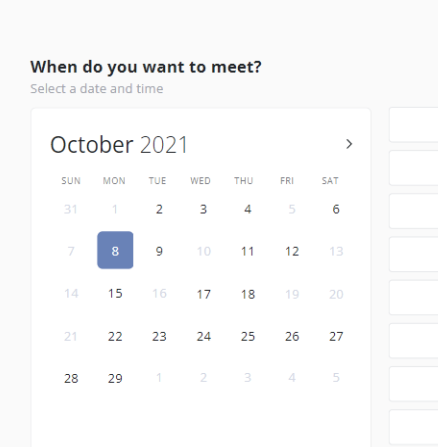 When do you want to meet?
Select a date and time
October 2021
SUN MON TUE WED THU FRI SAT
31 1 2 3 4 5 6
7 8 9 10 11 12 13
14 15 16 17 18 19 20
21 22 23 24 25 26 27
28 29 1 2 3 4 5